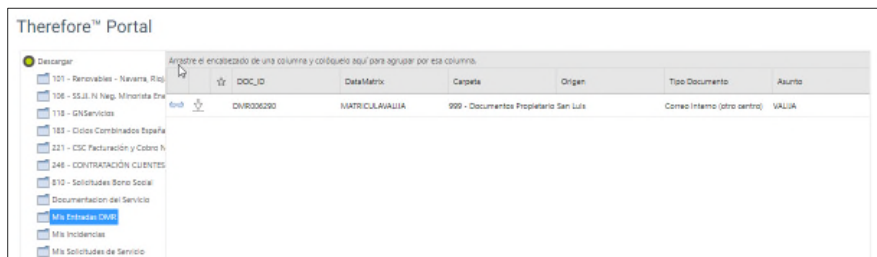 Therefore™ Portal
Descargar
Arrastre el encabezado de una columna y colóquelo aquí para agrupar por esa columna.
101 - Renovables - Navarra, Rioj
DOC_ID DataMatrix Carpeta Origen Tipo Documento Asunto
106 - SS.JJ. N Neg. Minorista Ene
DMR006290 MATRICULAVALIJA 999 - Documentos Propietario San Luis Correo Interno (otro centro) VALIJA
118 - GNServicios
183 - Ciclos Combinados España
221 - CSC Facturación y Cobro N
246 - CONTRATACIÓN CLIENTES
810 - Solicitudes Bono Social
Documentacion del Servicio
Mis Entradas DMR
Mis Incidencias
Mis Solicitudes de Servicio